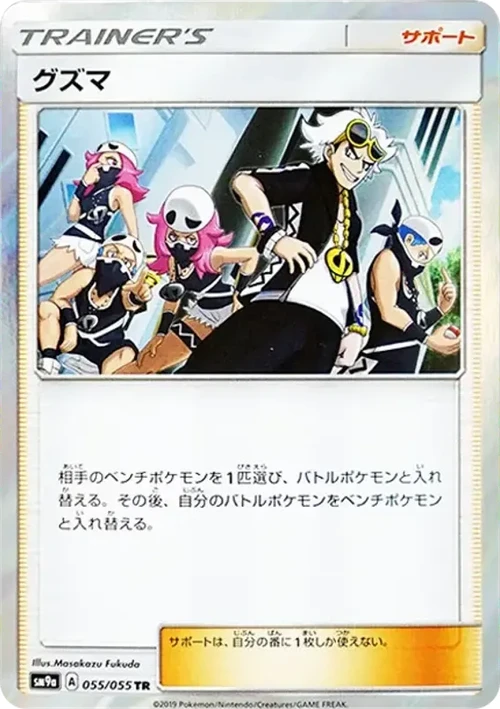 TRAINER'S
サポート
グズマ
相手のベンチポケモンを1匹選び、バトルポケモンと入れ
替える。その後、自分のバトルポケモンをベンチポケモン
と入れ替える。
サポートは、自分の番に1枚しか使えない。
Illus.Masakazu Fukuda
SM9a A 055/055 TR
©2019 Pokémon/Nintendo/Creatures/GAME FREAK.